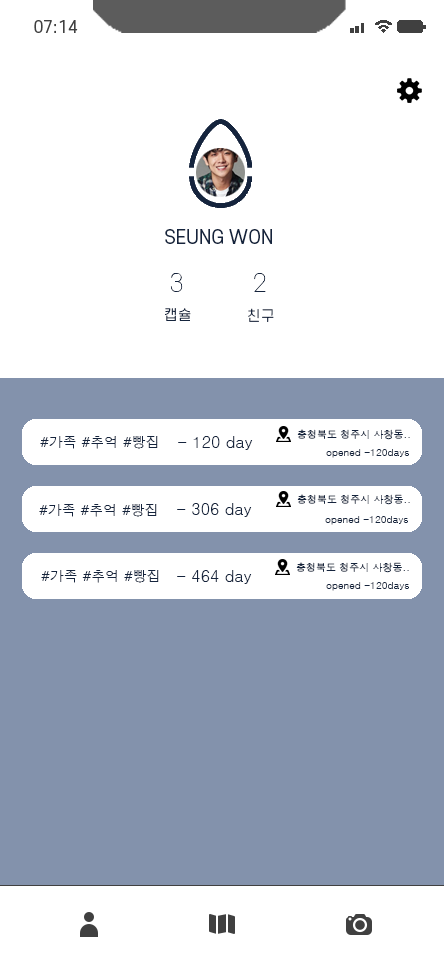 07:14
SEUNG WON
3 2
캡슐 친구
#가족 #추억 #빵집 - 120 day 충청북도 청주시 사창동..
opened -120days
#가족 #추억 #빵집 - 306 day 충청북도 청주시 사창동..
opened -120days
#가족 #추억 #빵집 - 464 day 충청북도 청주시 사창동..
opened -120days